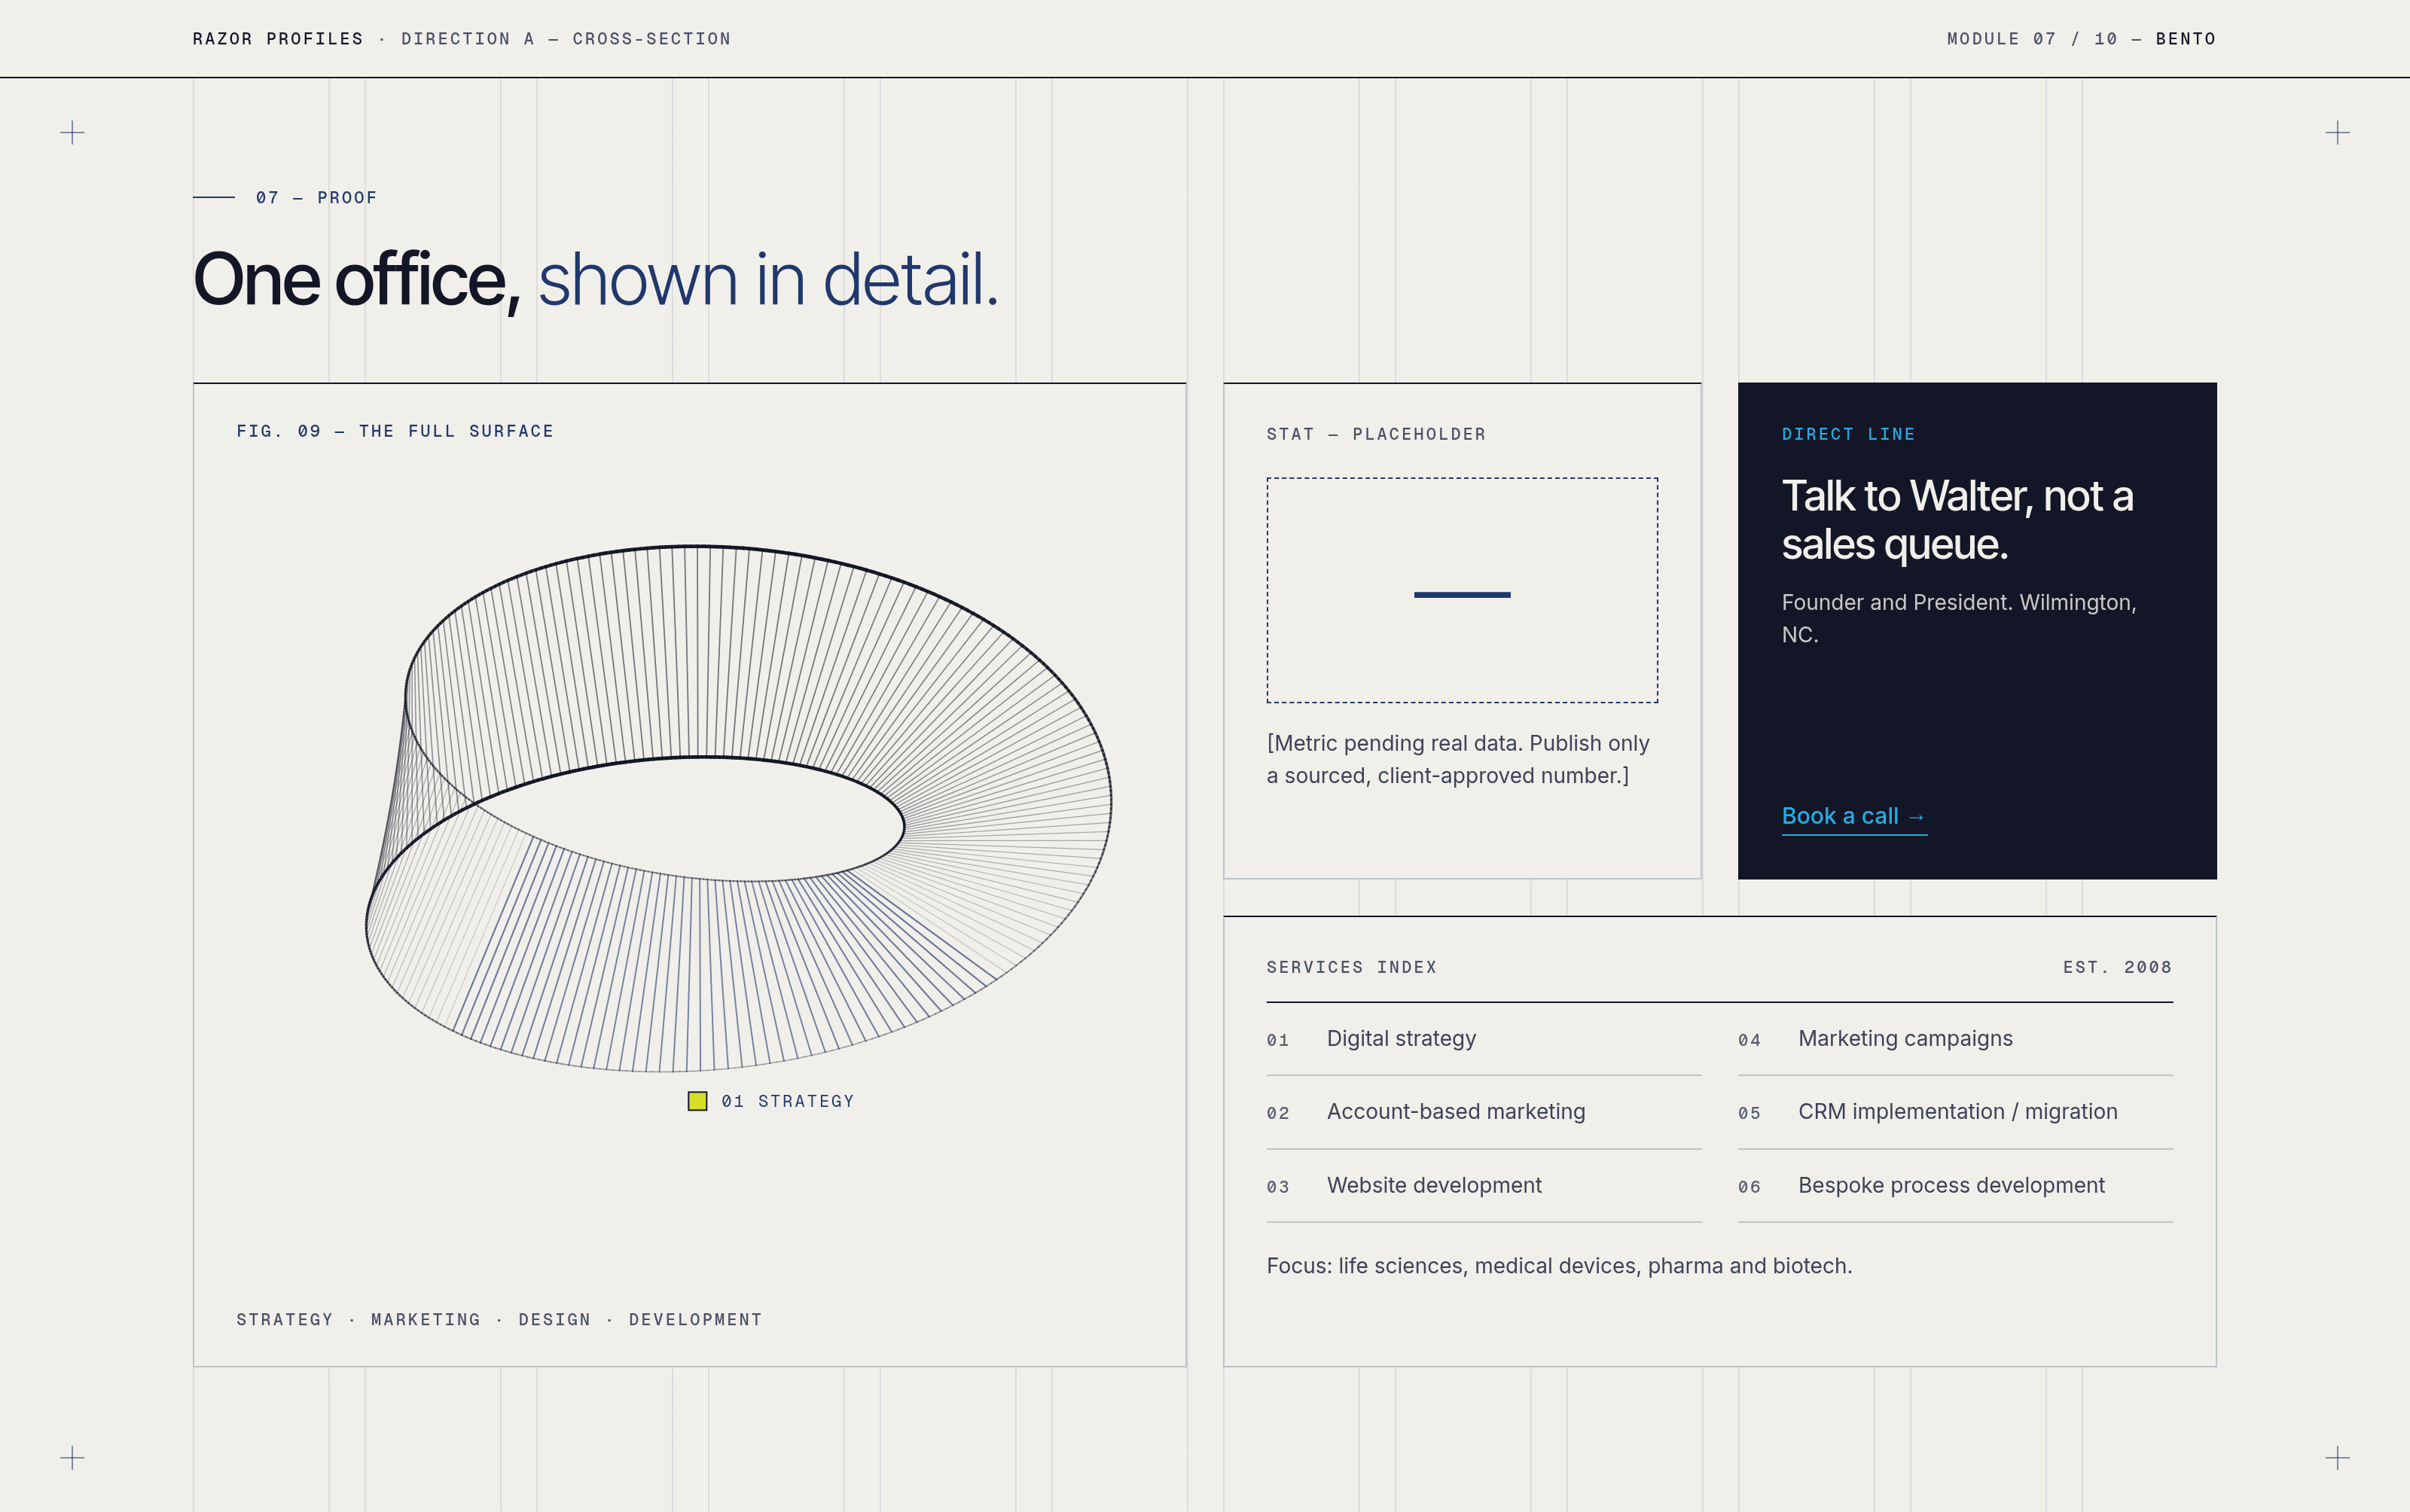 RAZOR PROFILES · DIRECTION A — CROSS-SECTION
MODULE 07 / 10 — BENTO
07 — PROOF
One office, shown in detail.
FIG. 09 — THE FULL SURFACE
01 STRATEGY
STRATEGY · MARKETING · DESIGN · DEVELOPMENT
STAT — PLACEHOLDER
—
[Metric pending real data. Publish only
a sourced, client-approved number.]
DIRECT LINE
Talk to Walter, not a
sales queue.
Founder and President. Wilmington,
NC.
Book a call →
SERVICES INDEX
EST. 2008
01 Digital strategy
02 Account-based marketing
03 Website development
04 Marketing campaigns
05 CRM implementation / migration
06 Bespoke process development
Focus: life sciences, medical devices, pharma and biotech.